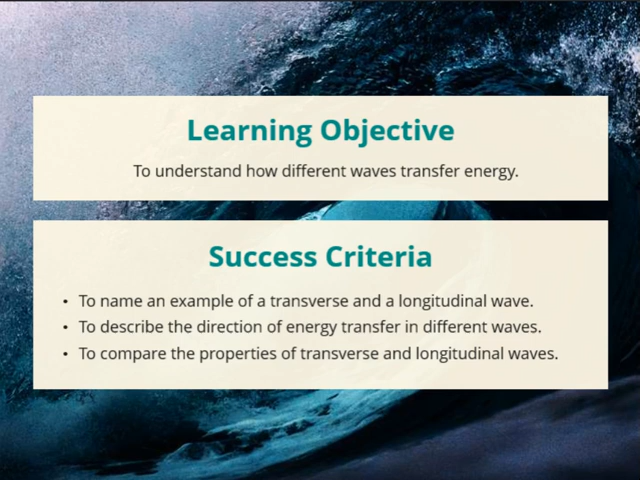 Learning Objective
To understand how different waves transfer energy.
Success Criteria
• To name an example of a transverse and a longitudinal wave.
• To describe the direction of energy transfer in different waves.
• To compare the properties of transverse and longitudinal waves.